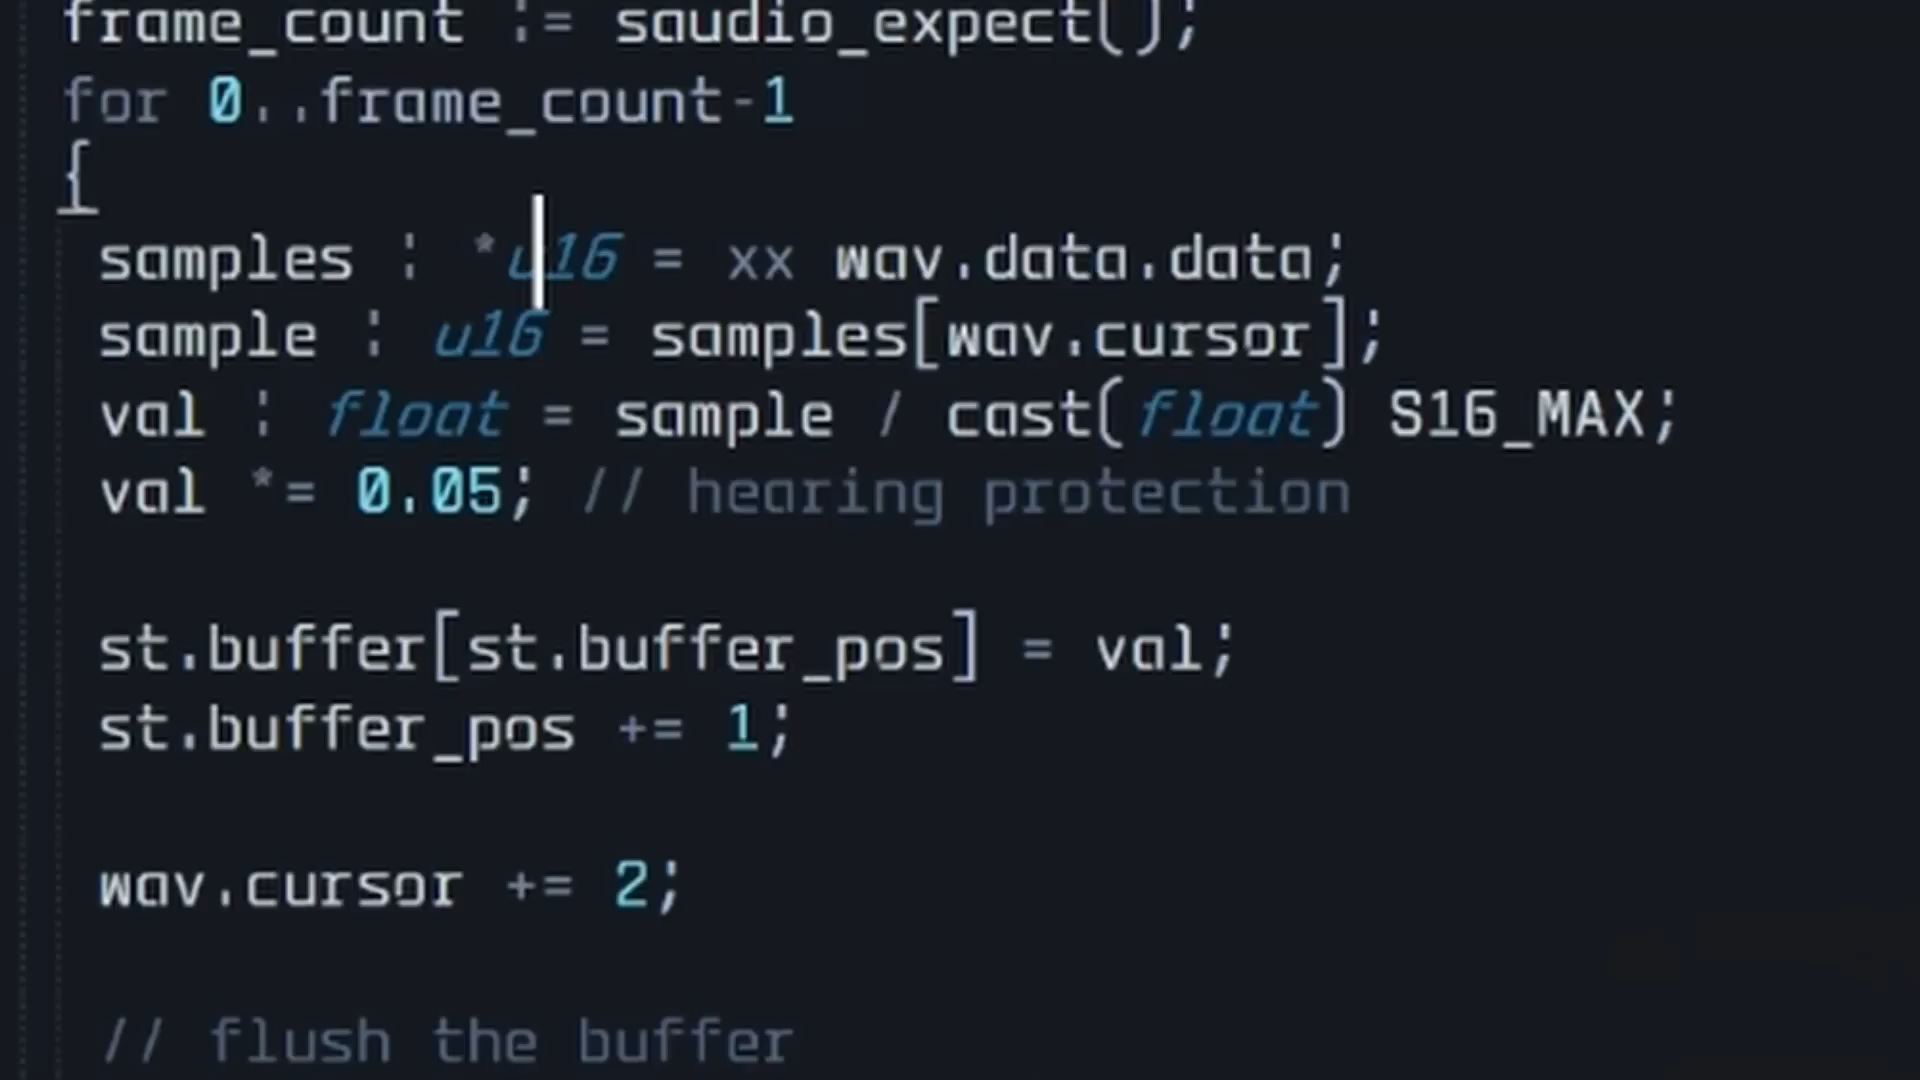 frame_count := saudio_expect();
for 0..frame_count-1
{
samples : *u16 = xx wav.data.data;
sample : u16 = samples[wav.cursor];
val : float = sample / cast(float) S16_MAX;
val *= 0.05; // hearing protection
st.buffer[st.buffer_pos] = val;
st.buffer_pos += 1;
wav.cursor += 2;
// flush the buffer